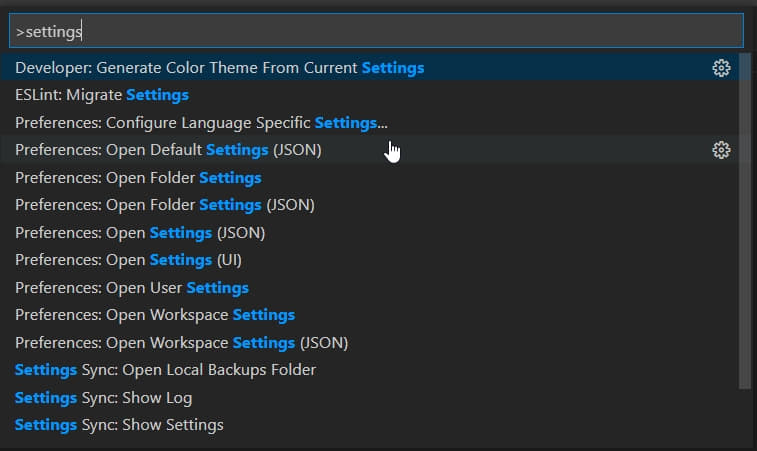 >settings
Developer: Generate Color Theme From Current Settings
ESLint: Migrate Settings
Preferences: Configure Language Specific Settings...
Preferences: Open Default Settings (JSON)
Preferences: Open Folder Settings
Preferences: Open Folder Settings (JSON)
Preferences: Open Settings (JSON)
Preferences: Open Settings (UI)
Preferences: Open User Settings
Preferences: Open Workspace Settings
Preferences: Open Workspace Settings (JSON)
Settings Sync: Open Local Backups Folder
Settings Sync: Show Log
Settings Sync: Show Settings